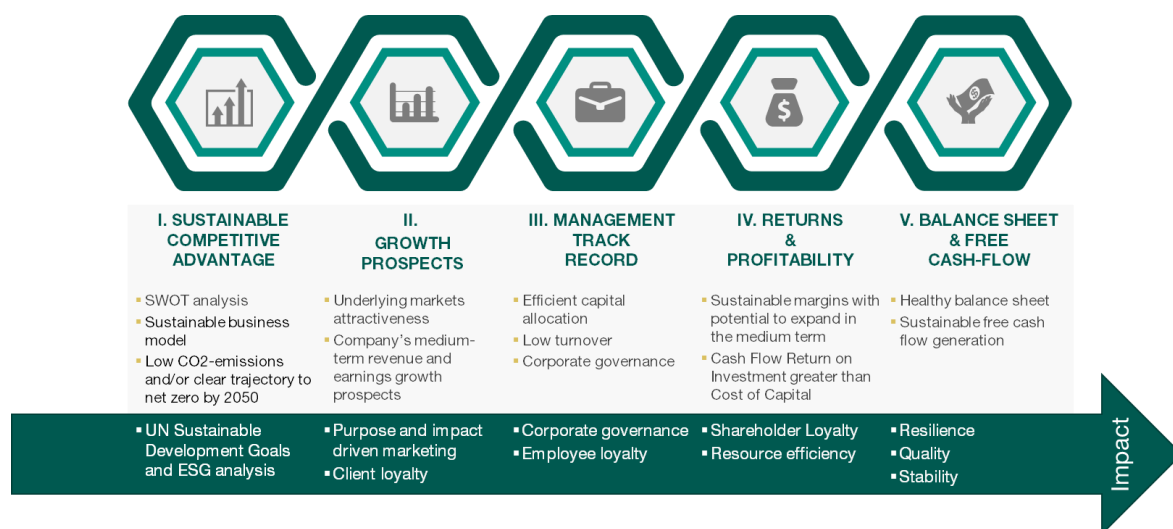 I. SUSTAINABLE
COMPETITIVE
ADVANTAGE
▪ SWOT analysis
▪ Sustainable business
model
▪ Low CO2-emissions
and/or clear trajectory to
net zero by 2050
▪ UN Sustainable
Development Goals
and ESG analysis
II.
GROWTH
PROSPECTS
▪ Underlying markets
attractiveness
▪ Company’s medium-
term revenue and
earnings growth
prospects
▪ Purpose and impact
driven marketing
▪ Client loyalty
III. MANAGEMENT
TRACK
RECORD
▪ Efficient capital
allocation
▪ Low turnover
▪ Corporate governance
▪ Corporate governance
▪ Employee loyalty
IV. RETURNS
&
PROFITABILITY
▪ Sustainable margins with
potential to expand in
the medium term
▪ Cash Flow Return on
Investment greater than
Cost of Capital
▪ Shareholder Loyalty
▪ Resource efficiency
V. BALANCE SHEET
& FREE
CASH-FLOW
▪ Healthy balance sheet
▪ Sustainable free cash
flow generation
▪ Resilience
▪ Quality
▪ Stability
Impact
$